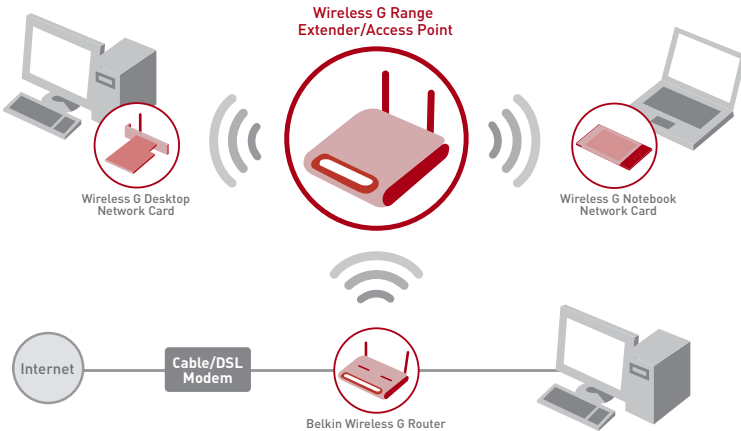 Wireless G Range
Extender/Access Point
Wireless G Desktop
Network Card
Wireless G Notebook
Network Card
Internet
Cable/DSL
Modem
Belkin Wireless G Router